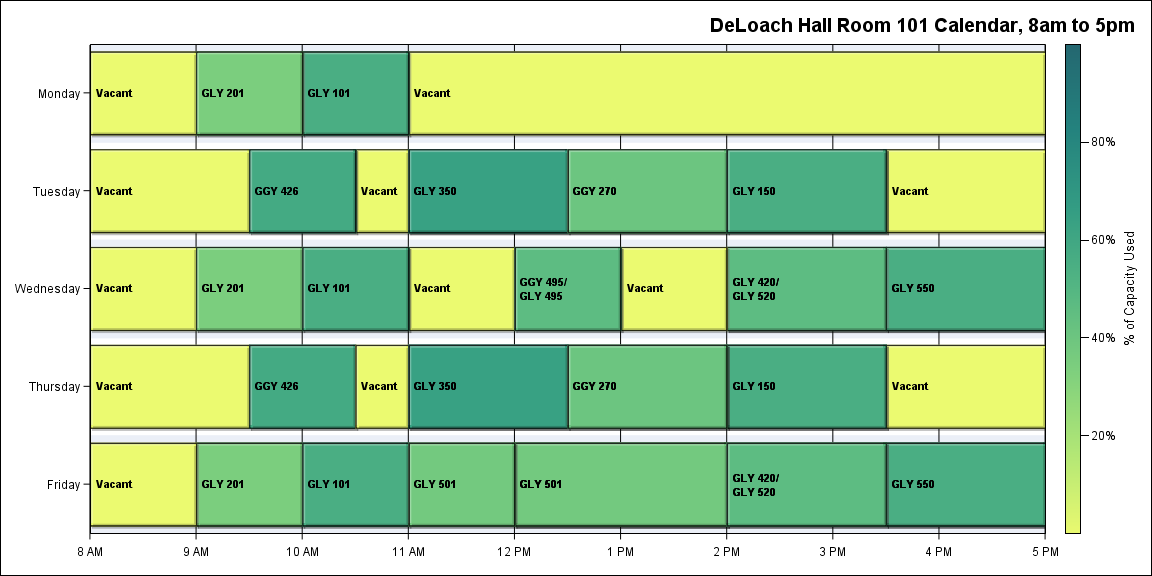 DeLoach Hall Room 101 Calendar, 8am to 5pm
Monday
Vacant
GLY 201
GLY 101
Vacant
80%
Tuesday
Vacant
GGY 426
Vacant
GLY 350
GGY 270
GLY 150
Vacant
60%
Wednesday
Vacant
GLY 201
GLY 101
Vacant
GGY 495/
GLY 495
Vacant
GLY 420/
GLY 520
GLY 550
% of Capacity Used
40%
Thursday
Vacant
GGY 426
Vacant
GLY 350
GGY 270
GLY 150
Vacant
20%
Friday
Vacant
GLY 201
GLY 101
GLY 501
GLY 501
GLY 420/
GLY 520
GLY 550
8 AM
9 AM
10 AM
11 AM
12 PM
1 PM
2 PM
3 PM
4 PM
5 PM